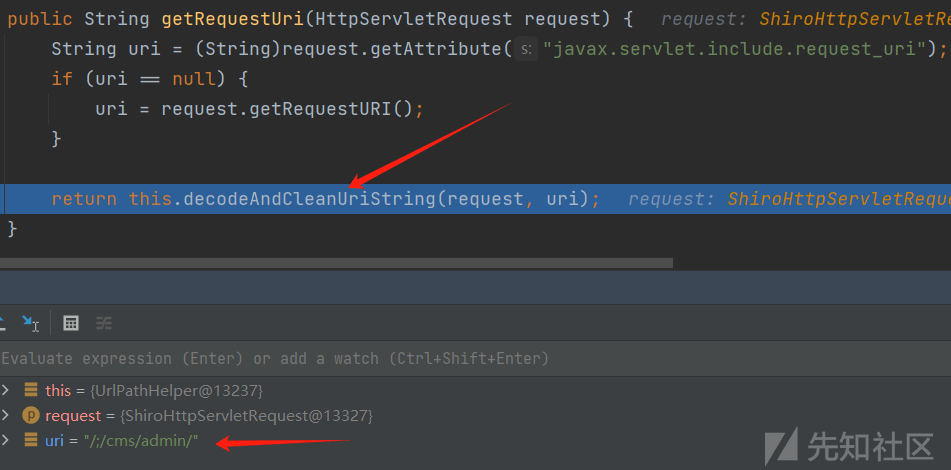 public String getRequestUri(HttpServletRequest request) {  request: ShiroHttpServletRe
String uri = (String)request.getAttribute( s: "javax.servlet.include.request_uri");
if (uri == null) {
uri = request.getRequestURI();
}
return this.decodeAndCleanUriString(request, uri);  request: ShiroHttpServletReque
}
Evaluate expression (Enter) or add a watch (Ctrl+Shift+Enter)
this = {UrlPathHelper@13237}
p request = {ShiroHttpServletRequest@13327}
uri = "/;/cms/admin/"
先知社区